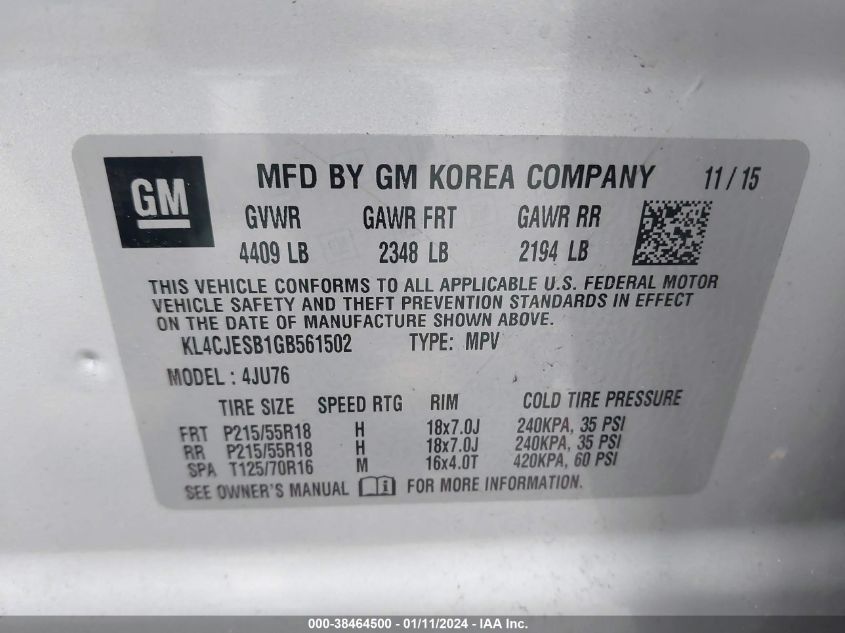 GM MFD BY GM KOREA COMPANY 11 / 15
GVWR GAWR FRT GAWR RR
4409 LB 2348 LB 2194 LB
THIS VEHICLE CONFORMS TO ALL APPLICABLE U.S. FEDERAL MOTOR
VEHICLE SAFETY AND THEFT PREVENTION STANDARDS IN EFFECT
ON THE DATE OF MANUFACTURE SHOWN ABOVE.
KL4CJESB1GB561502 TYPE: MPV
MODEL : 4JU76
TIRE SIZE SPEED RTG RIM COLD TIRE PRESSURE
FRT P215/55R18 H 18x7.0J 240KPA, 35 PSI
RR P215/55R18 H 18x7.0J 240KPA, 35 PSI
SPA T125/70R16 M 16x4.0T 420KPA, 60 PSI
SEE OWNER'S MANUAL i FOR MORE INFORMATION.
000-38464500 - 01/11/2024 - IAA Inc.